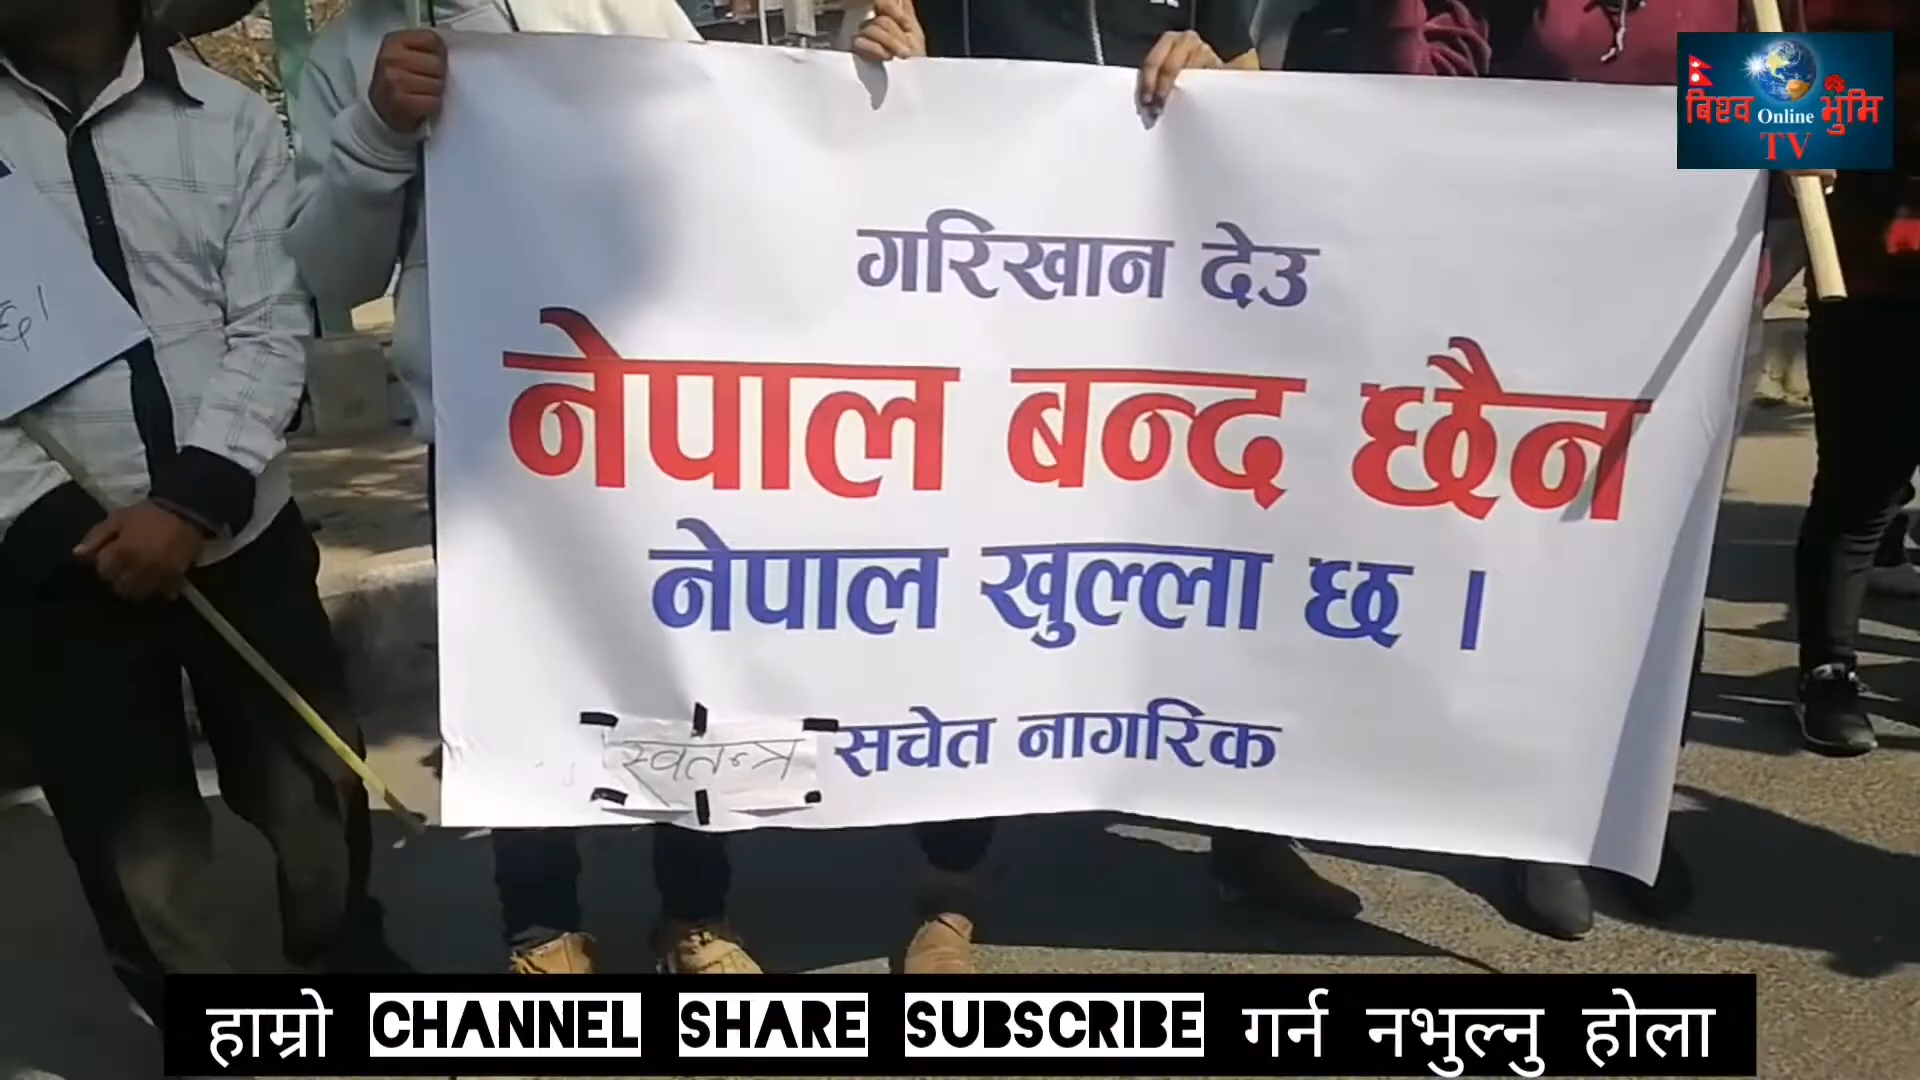 बिश्व Online भुमि
TV
गरिखान देउ
नेपाल बन्द छैन
नेपाल खुल्ला छ ।
स्वतन्त्र सचेत नागरिक
हाम्रो CHANNEL SHARE SUBSCRIBE गर्न नभुल्नु होला